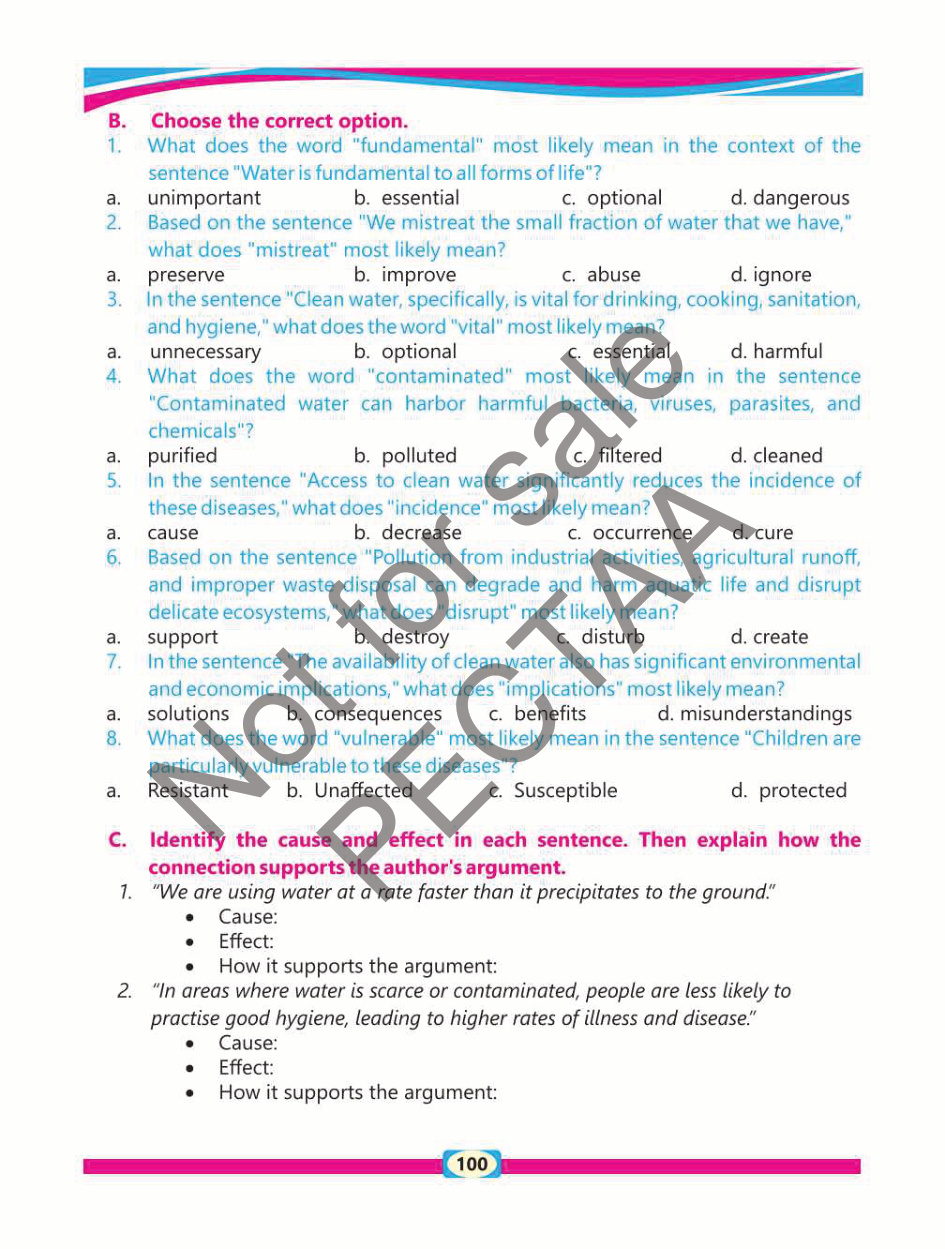 B. Choose the correct option.
1. What does the word "fundamental" most likely mean in the context of the
sentence "Water is fundamental to all forms of life"?
a. unimportant b. essential c. optional d. dangerous
2. Based on the sentence "We mistreat the small fraction of water that we have,"
what does "mistreat" most likely mean?
a. preserve b. improve c. abuse d. ignore
3. In the sentence "Clean water, specifically, is vital for drinking, cooking, sanitation,
and hygiene," what does the word "vital" most likely mean?
a. unnecessary b. optional c. essential d. harmful
4. What does the word "contaminated" most likely mean in the sentence
"Contaminated water can harbor harmful bacteria, viruses, parasites, and
chemicals"?
a. purified b. polluted c. filtered d. cleaned
5. In the sentence "Access to clean water significantly reduces the incidence of
these diseases," what does "incidence" most likely mean?
a. cause b. decrease c. occurrence d. cure
6. Based on the sentence "Pollution from industrial activities, agricultural runoff,
and improper waste disposal can degrade and harm aquatic life and disrupt
delicate ecosystems," what does "disrupt" most likely mean?
a. support b. destroy c. disturb d. create
7. In the sentence "The availability of clean water also has significant environmental
and economic implications," what does "implications" most likely mean?
a. solutions b. consequences c. benefits d. misunderstandings
8. What does the word "vulnerable" most likely mean in the sentence "Children are
particularly vulnerable to these diseases"?
a. Resistant b. Unaffected c. Susceptible d. protected
C. Identify the cause and effect in each sentence. Then explain how the
connection supports the author's argument.
1. “We are using water at a rate faster than it precipitates to the ground.”
• Cause:
• Effect:
• How it supports the argument:
2. “In areas where water is scarce or contaminated, people are less likely to
practise good hygiene, leading to higher rates of illness and disease.”
• Cause:
• Effect:
• How it supports the argument:
100
Not for sale
PECTAA